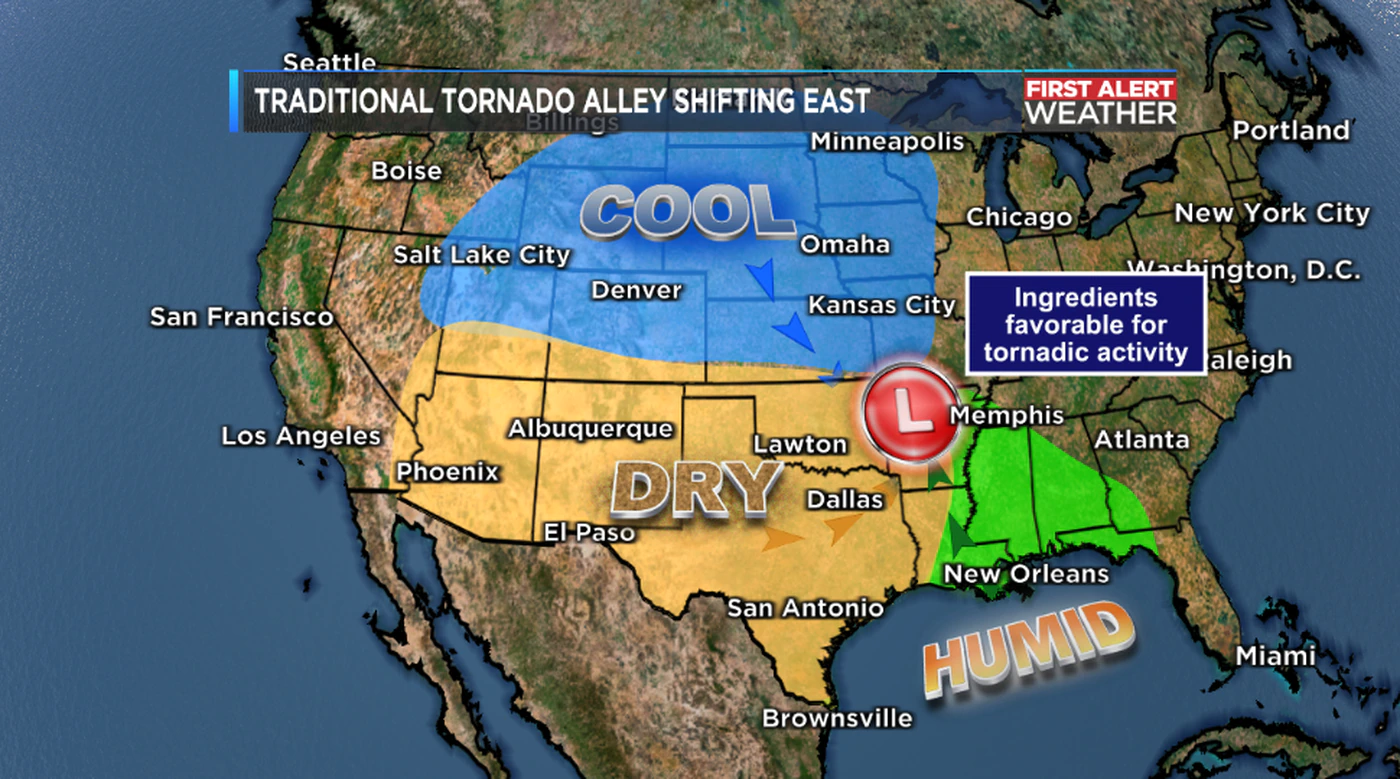 Seattle
TRADITIONAL TORNADO ALLEY SHIFTING EAST
FIRST ALERT
WEATHER
Billings
Minneapolis
Portland
Boise
COOL
Chicago
New York City
Salt Lake City
Omaha
Washington, D.C.
Denver
Kansas City
Ingredients
favorable for
tornadic activity
San Francisco
aleigh
L
Memphis
Los Angeles
Albuquerque
Lawton
Atlanta
Phoenix
DRY
Dallas
El Paso
New Orleans
San Antonio
HUMID
Miami
Brownsville